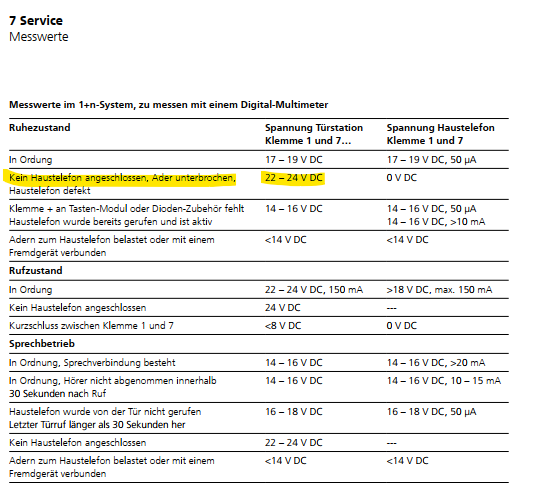 7 Service
Messwerte
Messwerte im 1+n-System, zu messen mit einem Digital-Multimeter
Ruhezustand Spannung Türstation Spannung Haustelefon
Klemme 1 und 7… Klemme 1 und 7
In Ordung 17 – 19 V DC 17 – 19 V DC, 50 µA
Kein Haustelefon angeschlossen, Ader unterbrochen, 22 – 24 V DC 0 V DC
Haustelefon defekt
Klemme + an Tasten-Modul oder Dioden-Zubehör fehlt 14 – 16 V DC 14 – 16 V DC, 50 µA
Haustelefon wurde bereits gerufen und ist aktiv 14 – 16 V DC, >10 mA
Adern zum Haustelefon belastet oder mit einem <14 V DC <14 V DC
Fremdgerät verbunden
Rufzustand
In Ordnung 22 – 24 V DC, 150 mA >18 V DC, max. 150 mA
Kein Haustelefon angeschlossen 24 V DC ---
Kurzschluss zwischen Klemme 1 und 7 <8 V DC 0 V DC
Sprechbetrieb
In Ordnung, Sprechverbindung besteht 14 – 16 V DC 14 – 16 V DC, >20 mA
In Ordnung, Hörer nicht abgenommen innerhalb 14 – 16 V DC 14 – 16 V DC, 10 – 15 mA
30 Sekunden nach Ruf
Haustelefon wurde von der Tür nicht gerufen 16 – 18 V DC 16 – 18 V DC, 50 µA
Letzter Türruf länger als 30 Sekunden her
Kein Haustelefon angeschlossen 22 – 24 V DC ---
Adern zum Haustelefon belastet oder mit einem <14 V DC <14 V DC
Fremdgerät verbunden